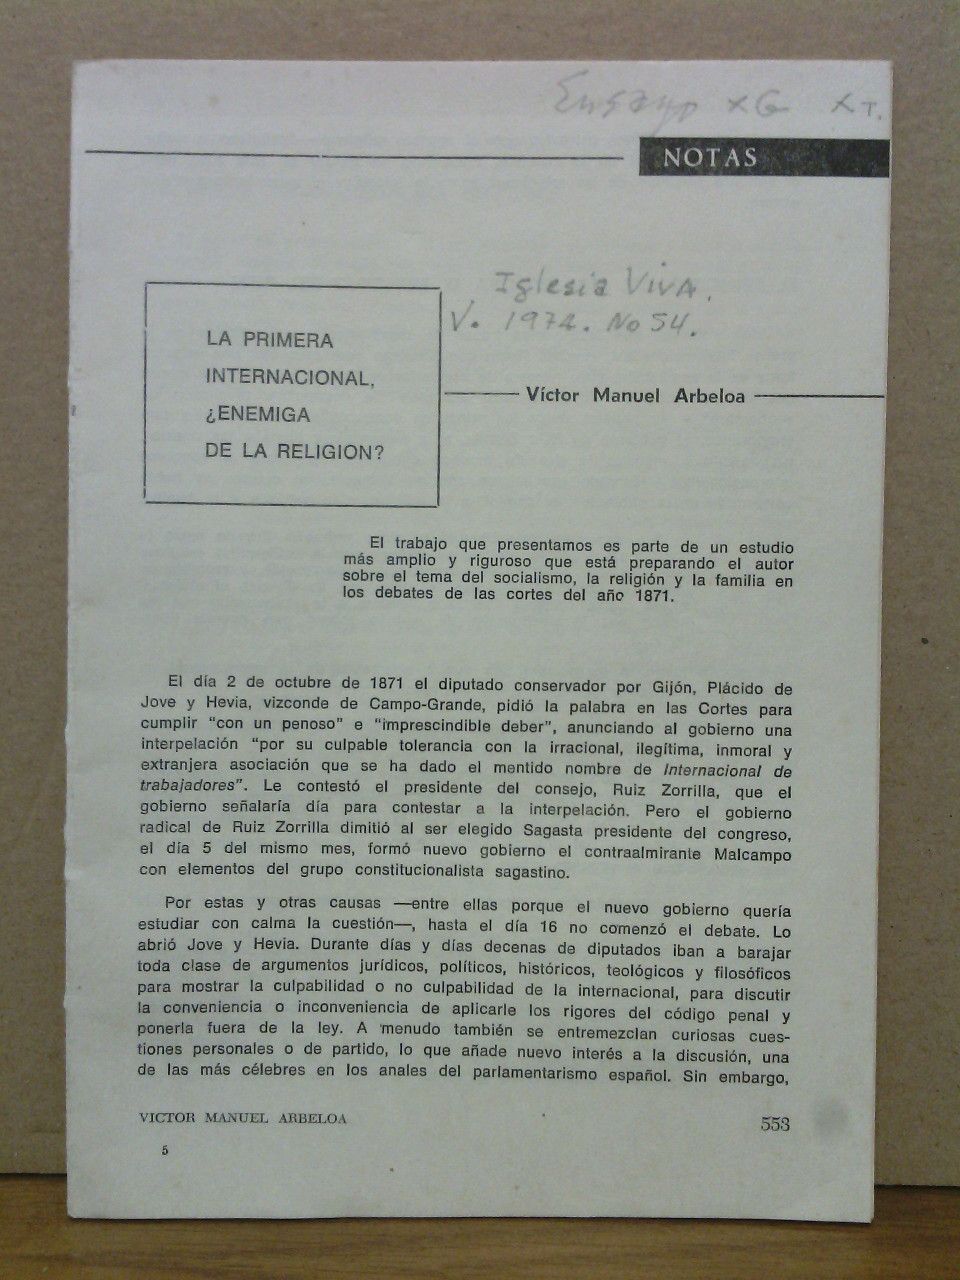 Ensayo xG xT.
NOTAS
Iglesia Viva.
V. 1974. No 54.
LA PRIMERA
INTERNACIONAL,
¿ENEMIGA
DE LA RELIGION?
Víctor Manuel Arbeloa
El trabajo que presentamos es parte de un estudio
más amplio y riguroso que está preparando el autor
sobre el tema del socialismo, la religión y la familia en
los debates de las cortes del año 1871.
El día 2 de octubre de 1871 el diputado conservador por Gijón, Plácido de
Jove y Hevia, vizconde de Campo-Grande, pidió la palabra en las Cortes para
cumplir “con un penoso” e “imprescindible deber”, anunciando al gobierno una
interpelación “por su culpable tolerancia con la irracional, ilegítima, inmoral y
extranjera asociación que se ha dado el mentido nombre de Internacional de
trabajadores”. Le contestó el presidente del consejo, Ruiz Zorrilla, que el
gobierno señalaría día para contestar a la interpelación. Pero el gobierno
radical de Ruiz Zorrilla dimitió al ser elegido Sagasta presidente del congreso,
el día 5 del mismo mes, formó nuevo gobierno el contraalmirante Malcampo
con elementos del grupo constitucionalista sagastino.
Por estas y otras causas —entre ellas porque el nuevo gobierno quería
estudiar con calma la cuestión—, hasta el día 16 no comenzó el debate. Lo
abrió Jove y Hevia. Durante días y días decenas de diputados iban a barajar
toda clase de argumentos jurídicos, políticos, históricos, teológicos y filosóficos
para mostrar la culpabilidad o no culpabilidad de la internacional, para discutir
la conveniencia o inconveniencia de aplicarle los rigores del código penal y
ponerla fuera de la ley. A menudo también se entremezclan curiosas cues-
tiones personales o de partido, lo que añade nuevo interés a la discusión, una
de las más célebres en los anales del parlamentarismo español. Sin embargo,
VICTOR MANUEL ARBELOA
553
5